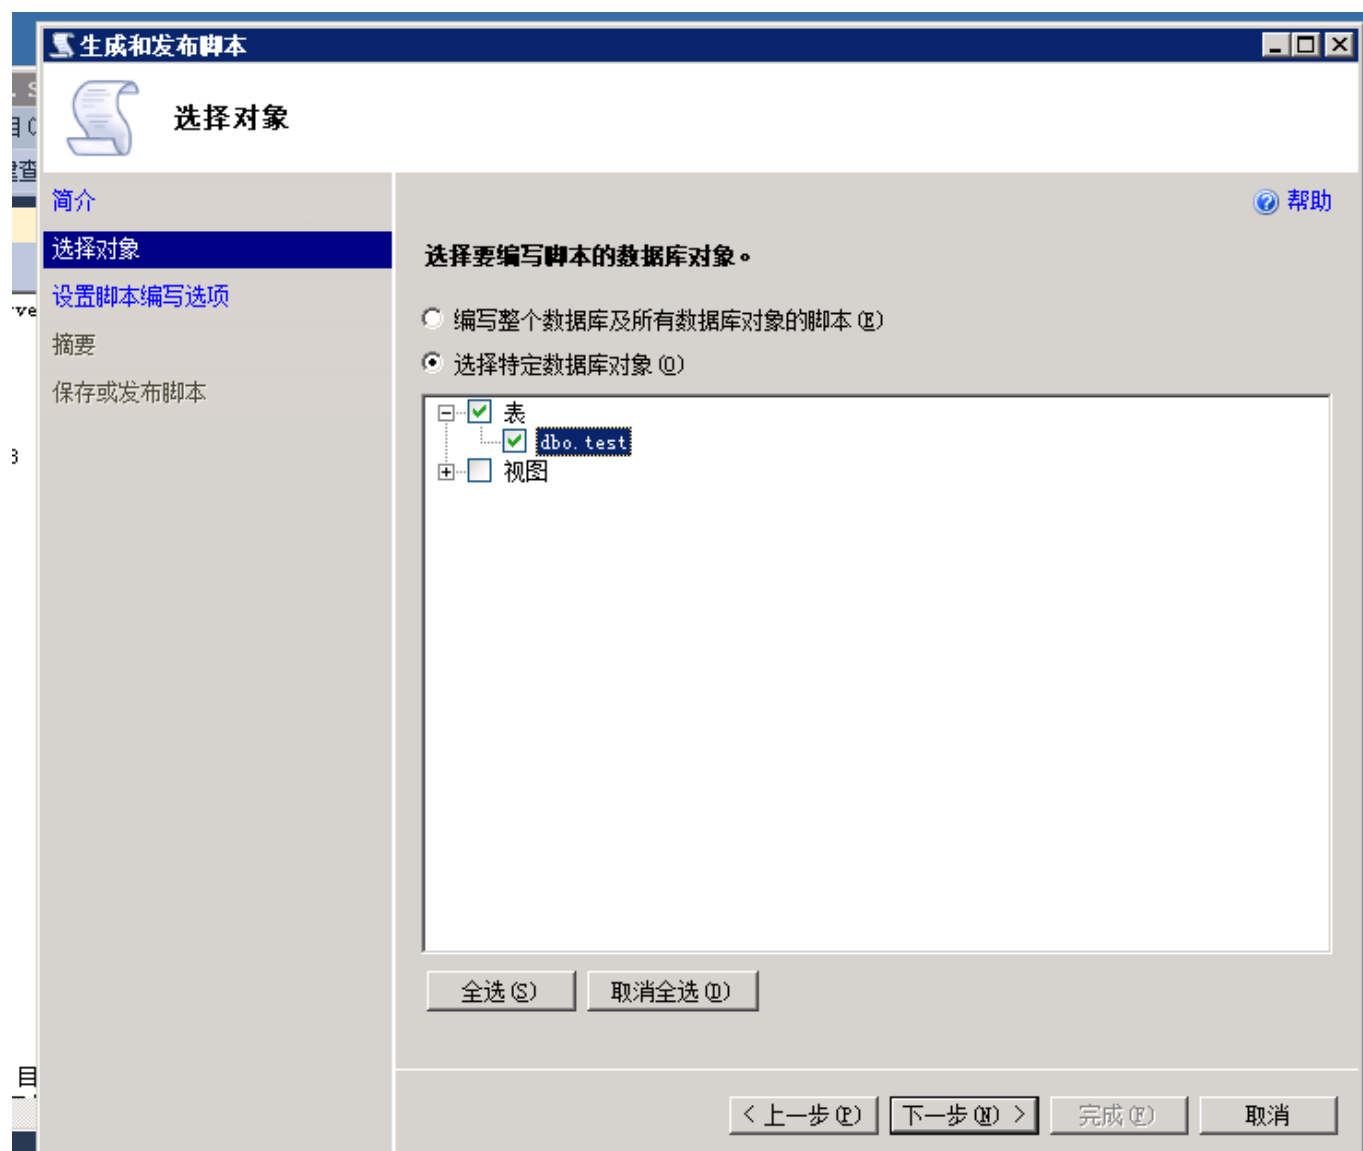 生成和发布脚本
选择对象
简介
帮助
选择对象
选择要编写脚本的数据库对象。
设置脚本编写选项
编写整个数据库及所有数据库对象的脚本(E)
摘要
选择特定数据库对象(O)
保存或发布脚本
表
dbo.test
视图
全选(S) 取消全选(D)
< 上一步(P) 下一步(N) > 完成(F) 取消